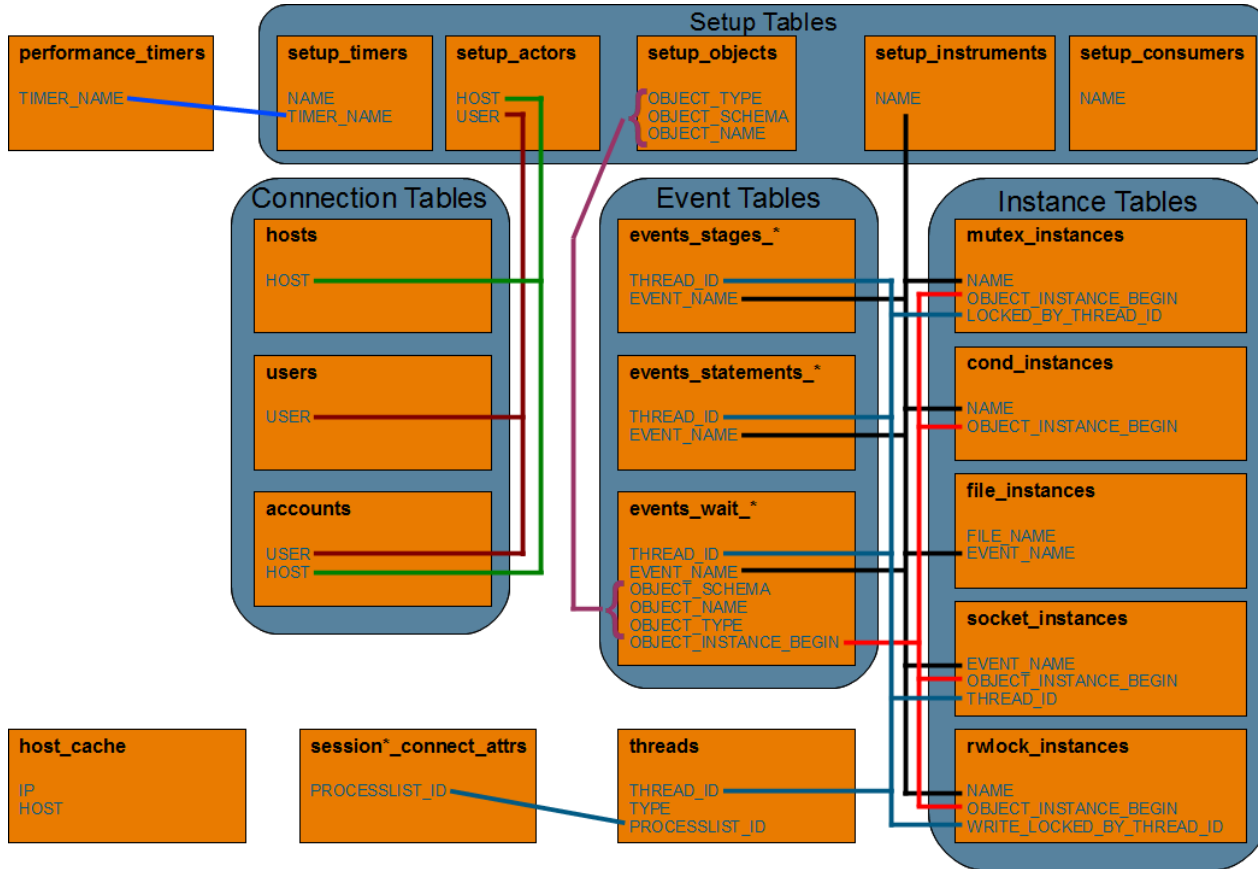 Setup Tables
performance_timers
TIMER_NAME
setup_timers
NAME
TIMER_NAME
setup_actors
HOST
USER
setup_objects
OBJECT_TYPE
OBJECT_SCHEMA
OBJECT_NAME
setup_instruments
NAME
setup_consumers
NAME
Connection Tables
hosts
HOST
users
USER
accounts
USER
HOST
Event Tables
events_stages_*
THREAD_ID
EVENT_NAME
events_statements_*
THREAD_ID
EVENT_NAME
events_wait_*
THREAD_ID
EVENT_NAME
OBJECT_SCHEMA
OBJECT_NAME
OBJECT_TYPE
OBJECT_INSTANCE_BEGIN
Instance Tables
mutex_instances
NAME
OBJECT_INSTANCE_BEGIN
LOCKED_BY_THREAD_ID
cond_instances
NAME
OBJECT_INSTANCE_BEGIN
file_instances
FILE_NAME
EVENT_NAME
socket_instances
EVENT_NAME
OBJECT_INSTANCE_BEGIN
THREAD_ID
rwlock_instances
NAME
OBJECT_INSTANCE_BEGIN
WRITE_LOCKED_BY_THREAD_ID
host_cache
IP
HOST
session*_connect_attrs
PROCESSLIST_ID
threads
THREAD_ID
TYPE
PROCESSLIST_ID